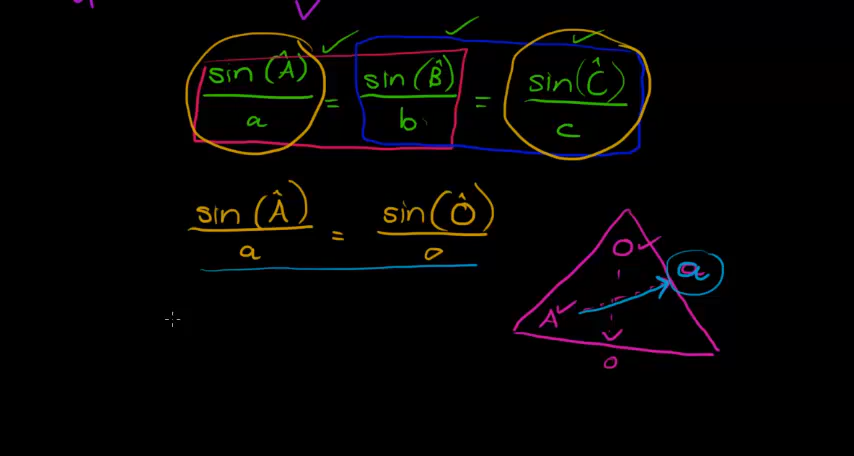 sin(Â)/a = sin(B̂)/b = sin(Ĉ)/c
sin(Â)/a = sin(Ô)/o
O
a
A
o